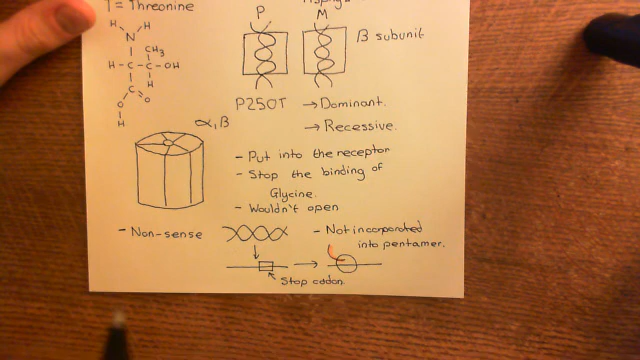 T = Threonine
H H
N
CH3
H-C-C-OH
H
C
O O
H
P M
β subunit
P250T → Dominant.
→ Recessive.
α,β
- Put into the receptor
- Stop the binding of
Glycine.
- Wouldn't open
- Non-sense
- Not incorporated
into pentamer.
Stop codon.